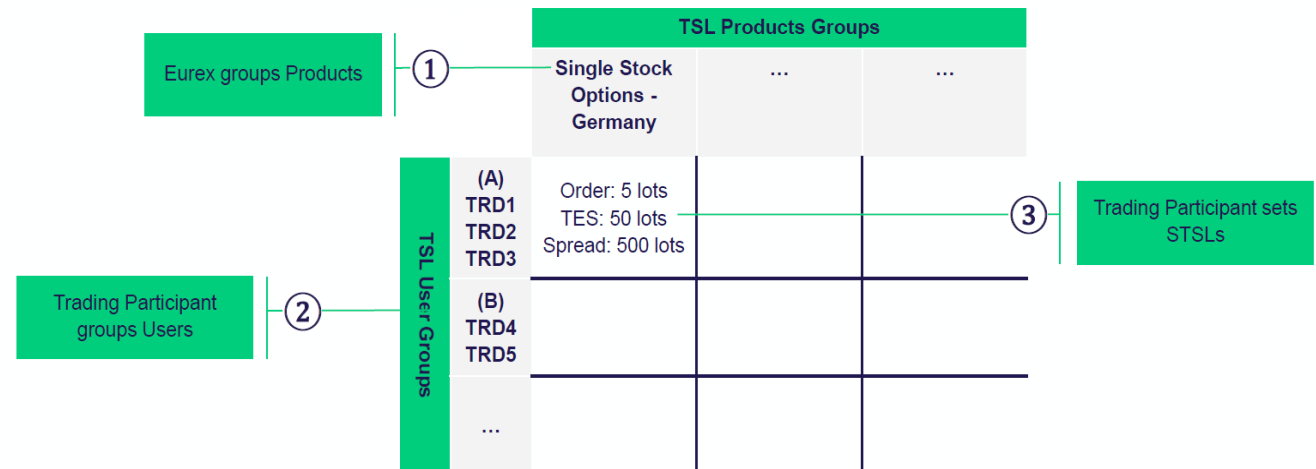 TSL Products Groups
Eurex groups Products
1
Single Stock
Options -
Germany
...
...
TSL User Groups
(A)
TRD1
TRD2
TRD3
Order: 5 lots
TES: 50 lots
Spread: 500 lots
3
Trading Participant sets
STSLs
Trading Participant
groups Users
2
(B)
TRD4
TRD5
...